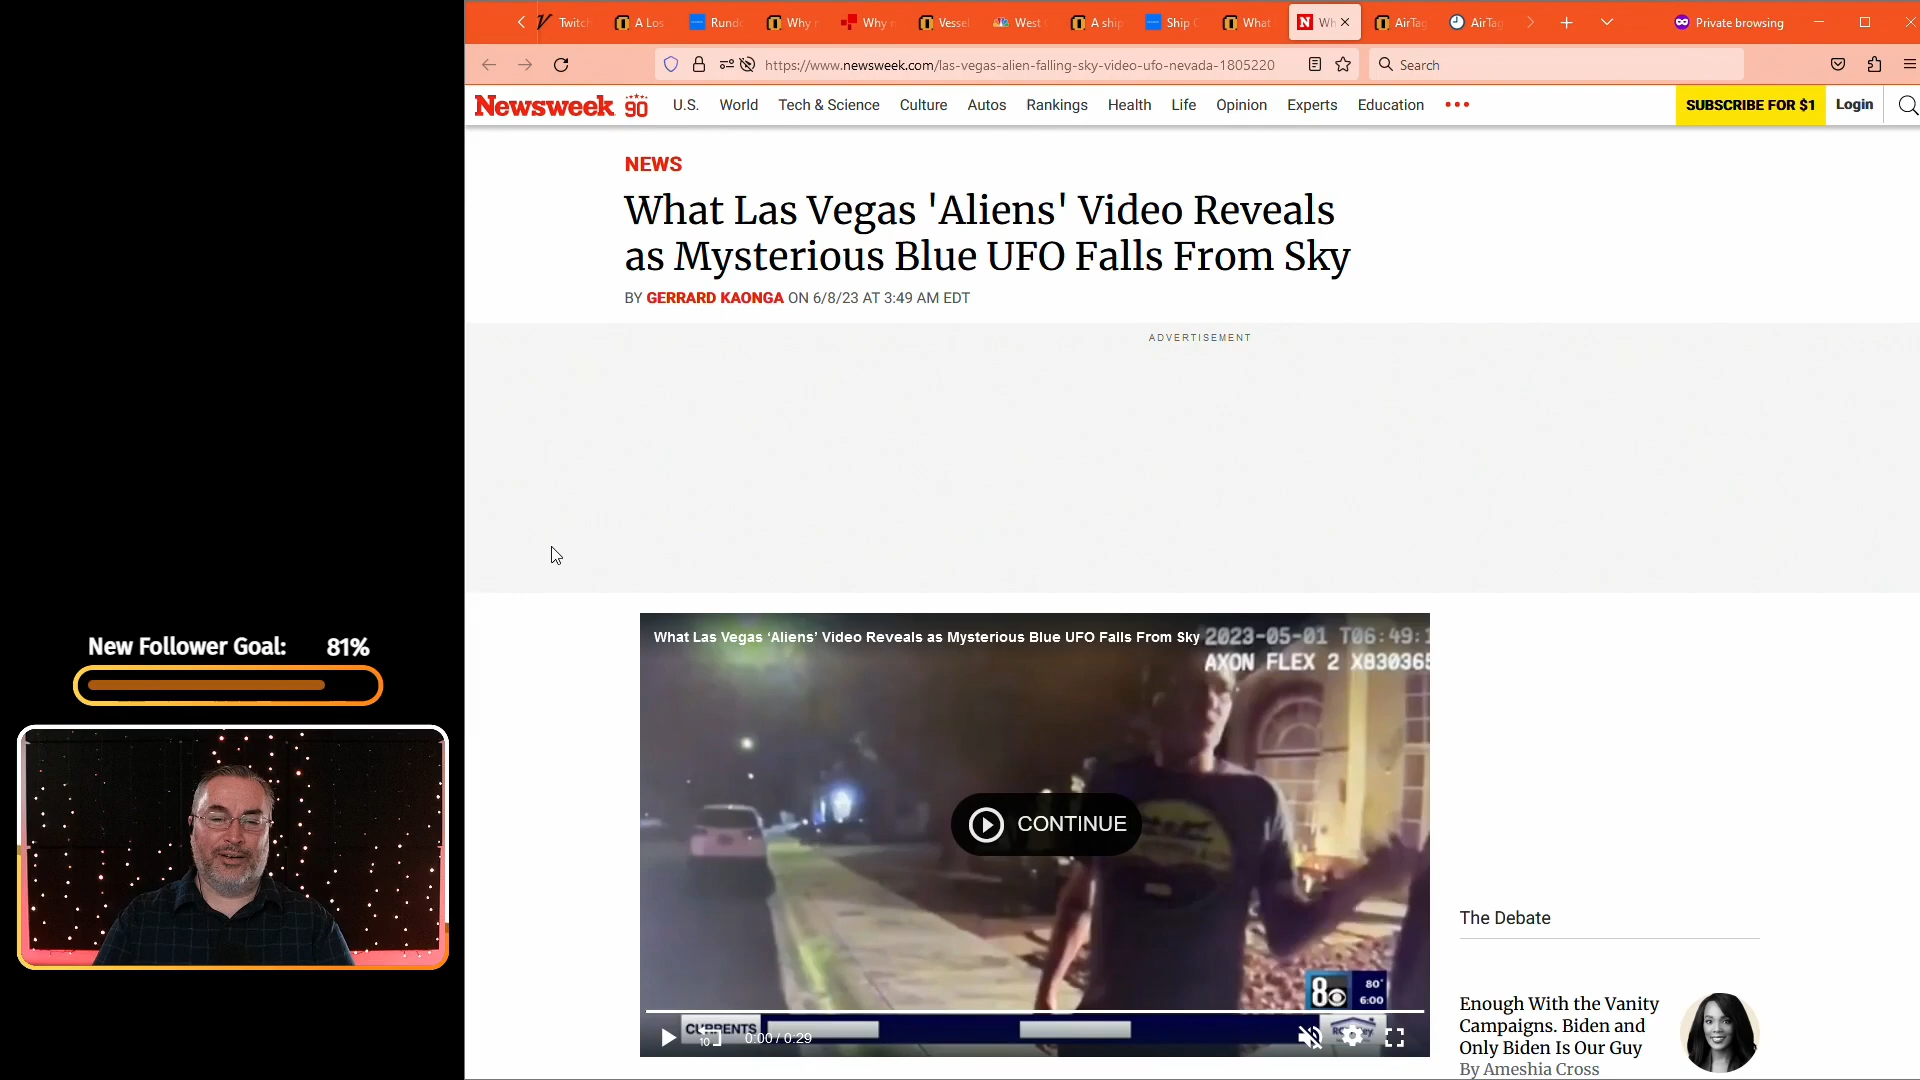 Twitch
A Los
Rund
Why
Why
Vessel
West
A ship
Ship
What
Wh
AirTag
AirTag
Private browsing
https://www.newsweek.com/las-vegas-alien-falling-sky-video-ufo-nevada-1805220
Search
Newsweek 90
U.S. World Tech & Science Culture Autos Rankings Health Life Opinion Experts Education
SUBSCRIBE FOR $1 Login
NEWS
What Las Vegas 'Aliens' Video Reveals
as Mysterious Blue UFO Falls From Sky
BY GERRARD KAONGA ON 6/8/23 AT 3:49 AM EDT
ADVERTISEMENT
What Las Vegas ‘Aliens’ Video Reveals as Mysterious Blue UFO Falls From Sky
2023-05-01 T06:49:1
AXON FLEX 2 X830365
CONTINUE
8 80°
6:00
CURRENTS
10
0:00 / 0:29
New Follower Goal: 81%
The Debate
Enough With the Vanity
Campaigns. Biden and
Only Biden Is Our Guy
By Ameshia Cross